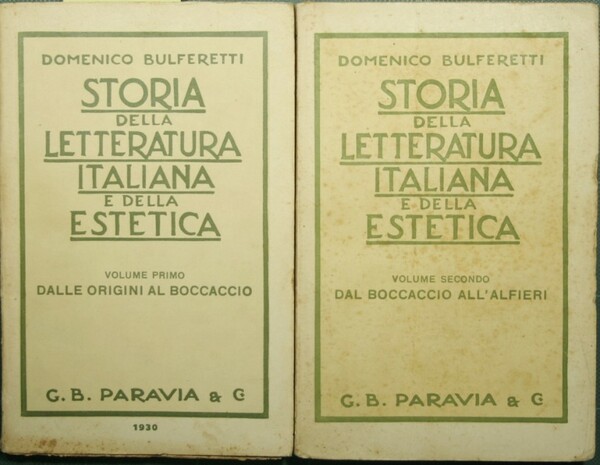 DOMENICO BULFERETTI
STORIA
DELLA
LETTERATURA
ITALIANA
E DELLA
ESTETICA
VOLUME PRIMO
DALLE ORIGINI AL BOCCACCIO
G. B. PARAVIA & C
1930
DOMENICO BULFERETTI
STORIA
DELLA
LETTERATURA
ITALIANA
E DELLA
ESTETICA
VOLUME SECONDO
DAL BOCCACCIO ALL'ALFIERI
G. B. PARAVIA & C